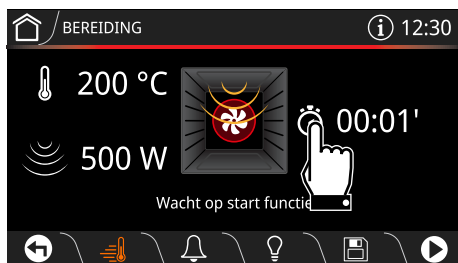 BEREIDING
i 12:30
200 °C
00:01'
500 W
Wacht op start functie